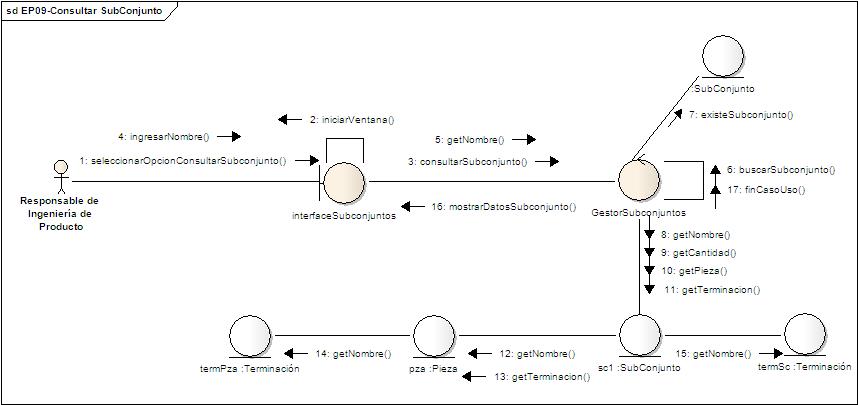 sd EP09-Consultar SubConjunto
:SubConjunto
7: existeSubconjunto()
2: iniciarVentana()
4: ingresarNombre()
5: getNombre()
1: seleccionarOpcionConsultarSubconjunto()
3: consultarSubconjunto()
6: buscarSubconjunto()
17: finCasoUso()
Responsable de
Ingeniería de
Producto
interfaceSubconjuntos
16: mostrarDatosSubconjunto()
GestorSubconjuntos
8: getNombre()
9: getCantidad()
10: getPieza()
11: getTerminacion()
14: getNombre()
12: getNombre()
15: getNombre()
termPza :Terminación
pza :Pieza
sc1 :SubConjunto
termSc :Terminación
13: getTerminacion()